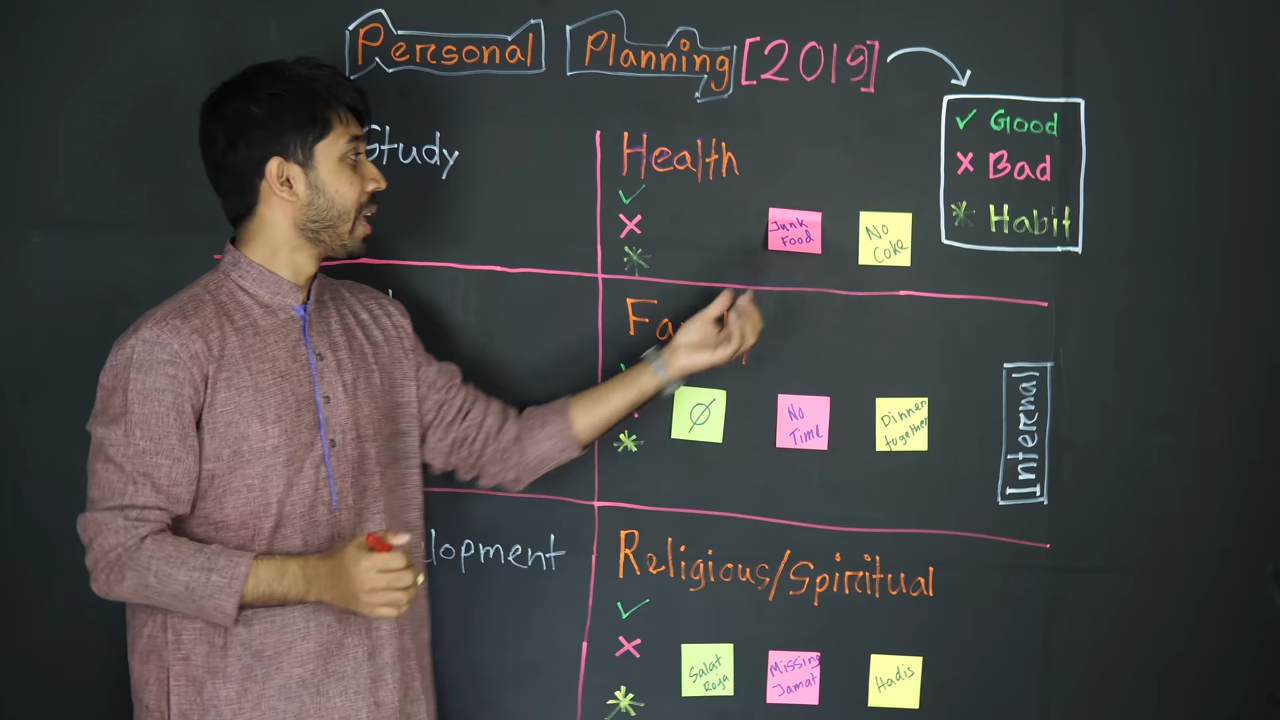 Personal Planning [2019]
✓ Good
✗ Bad
* Habit
Study
Health
✓
✗
*
Junk
Food
No
Coke
*
Ø
No
Time
Dinner
together
Internal
lopment
Religious/Spiritual
✓
✗
*
Salat
Roja
Missing
Jamat
Hadis